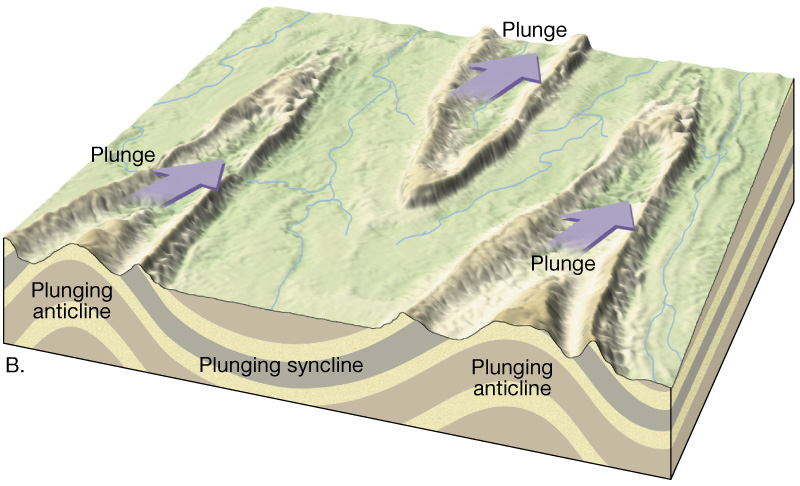 Plunge
Plunge
Plunge
Plunging
anticline
Plunging syncline
Plunging
anticline
B.